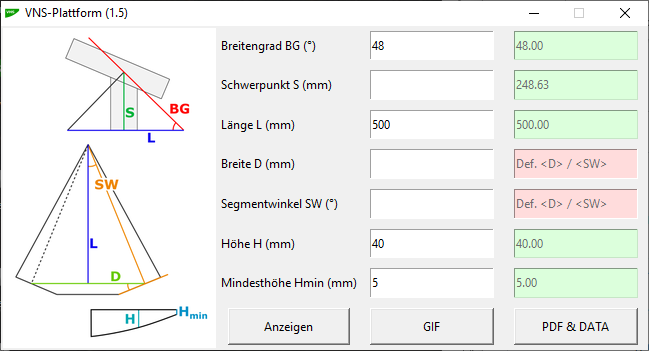 VNS-Plattform (1.5)
Breitengrad BG (°) 48 48.00
Schwerpunkt S (mm) 248.63
Länge L (mm) 500 500.00
Breite D (mm) Def. <D> / <SW>
Segmentwinkel SW (°) Def. <D> / <SW>
Höhe H (mm) 40 40.00
Mindesthöhe Hmin (mm) 5 5.00
Anzeigen GIF PDF & DATA
S
BG
L
SW
L
D
H
Hmin